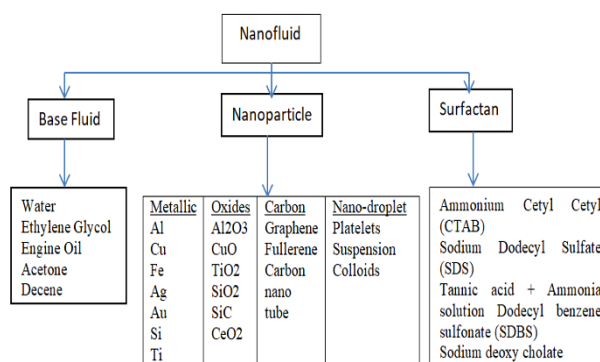 Nanofluid
Base Fluid
Nanoparticle
Surfactan
Water
Ethylene Glycol
Engine Oil
Acetone
Decene
Metallic
Al
Cu
Fe
Ag
Au
Si
Ti
Oxides
Al2O3
CuO
TiO2
SiO2
SiC
CeO2
Carbon
Graphene
Fullerene
Carbon
nano
tube
Nano-droplet
Platelets
Suspension
Colloids
Ammonium Cetyl Cetyl
(CTAB)
Sodium Dodecyl Sulfate
(SDS)
Tannic acid + Ammonia
solution Dodecyl benzene
sulfonate (SDBS)
Sodium deoxy cholate